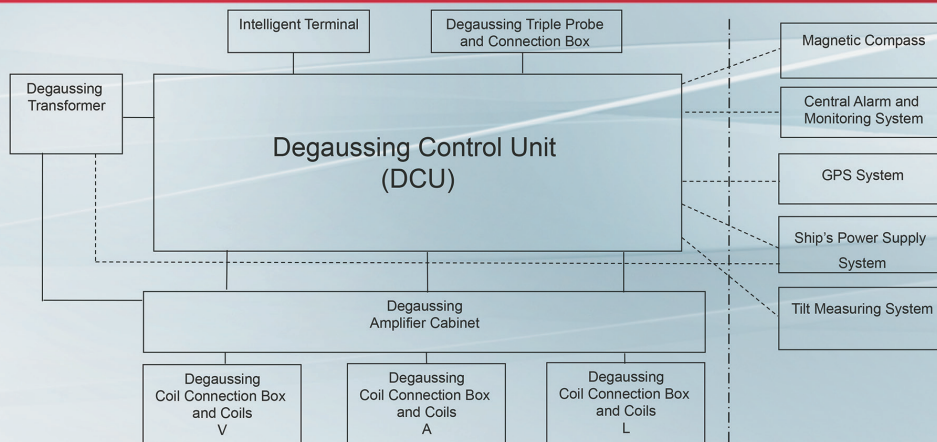 Intelligent Terminal
Degaussing Triple Probe
and Connection Box
Magnetic Compass
Degaussing
Transformer
Central Alarm and
Monitoring System
Degaussing Control Unit
(DCU)
GPS System
Ship's Power Supply
System
Tilt Measuring System
Degaussing
Amplifier Cabinet
Degaussing
Coil Connection Box
and Coils
V
Degaussing
Coil Connection Box
and Coils
A
Degaussing
Coil Connection Box
and Coils
L